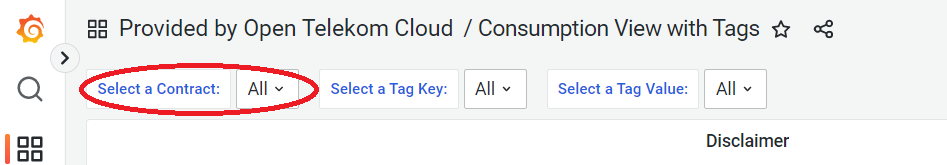 Provided by Open Telekom Cloud / Consumption View with Tags
Select a Contract: All Select a Tag Key: All Select a Tag Value: All
Disclaimer